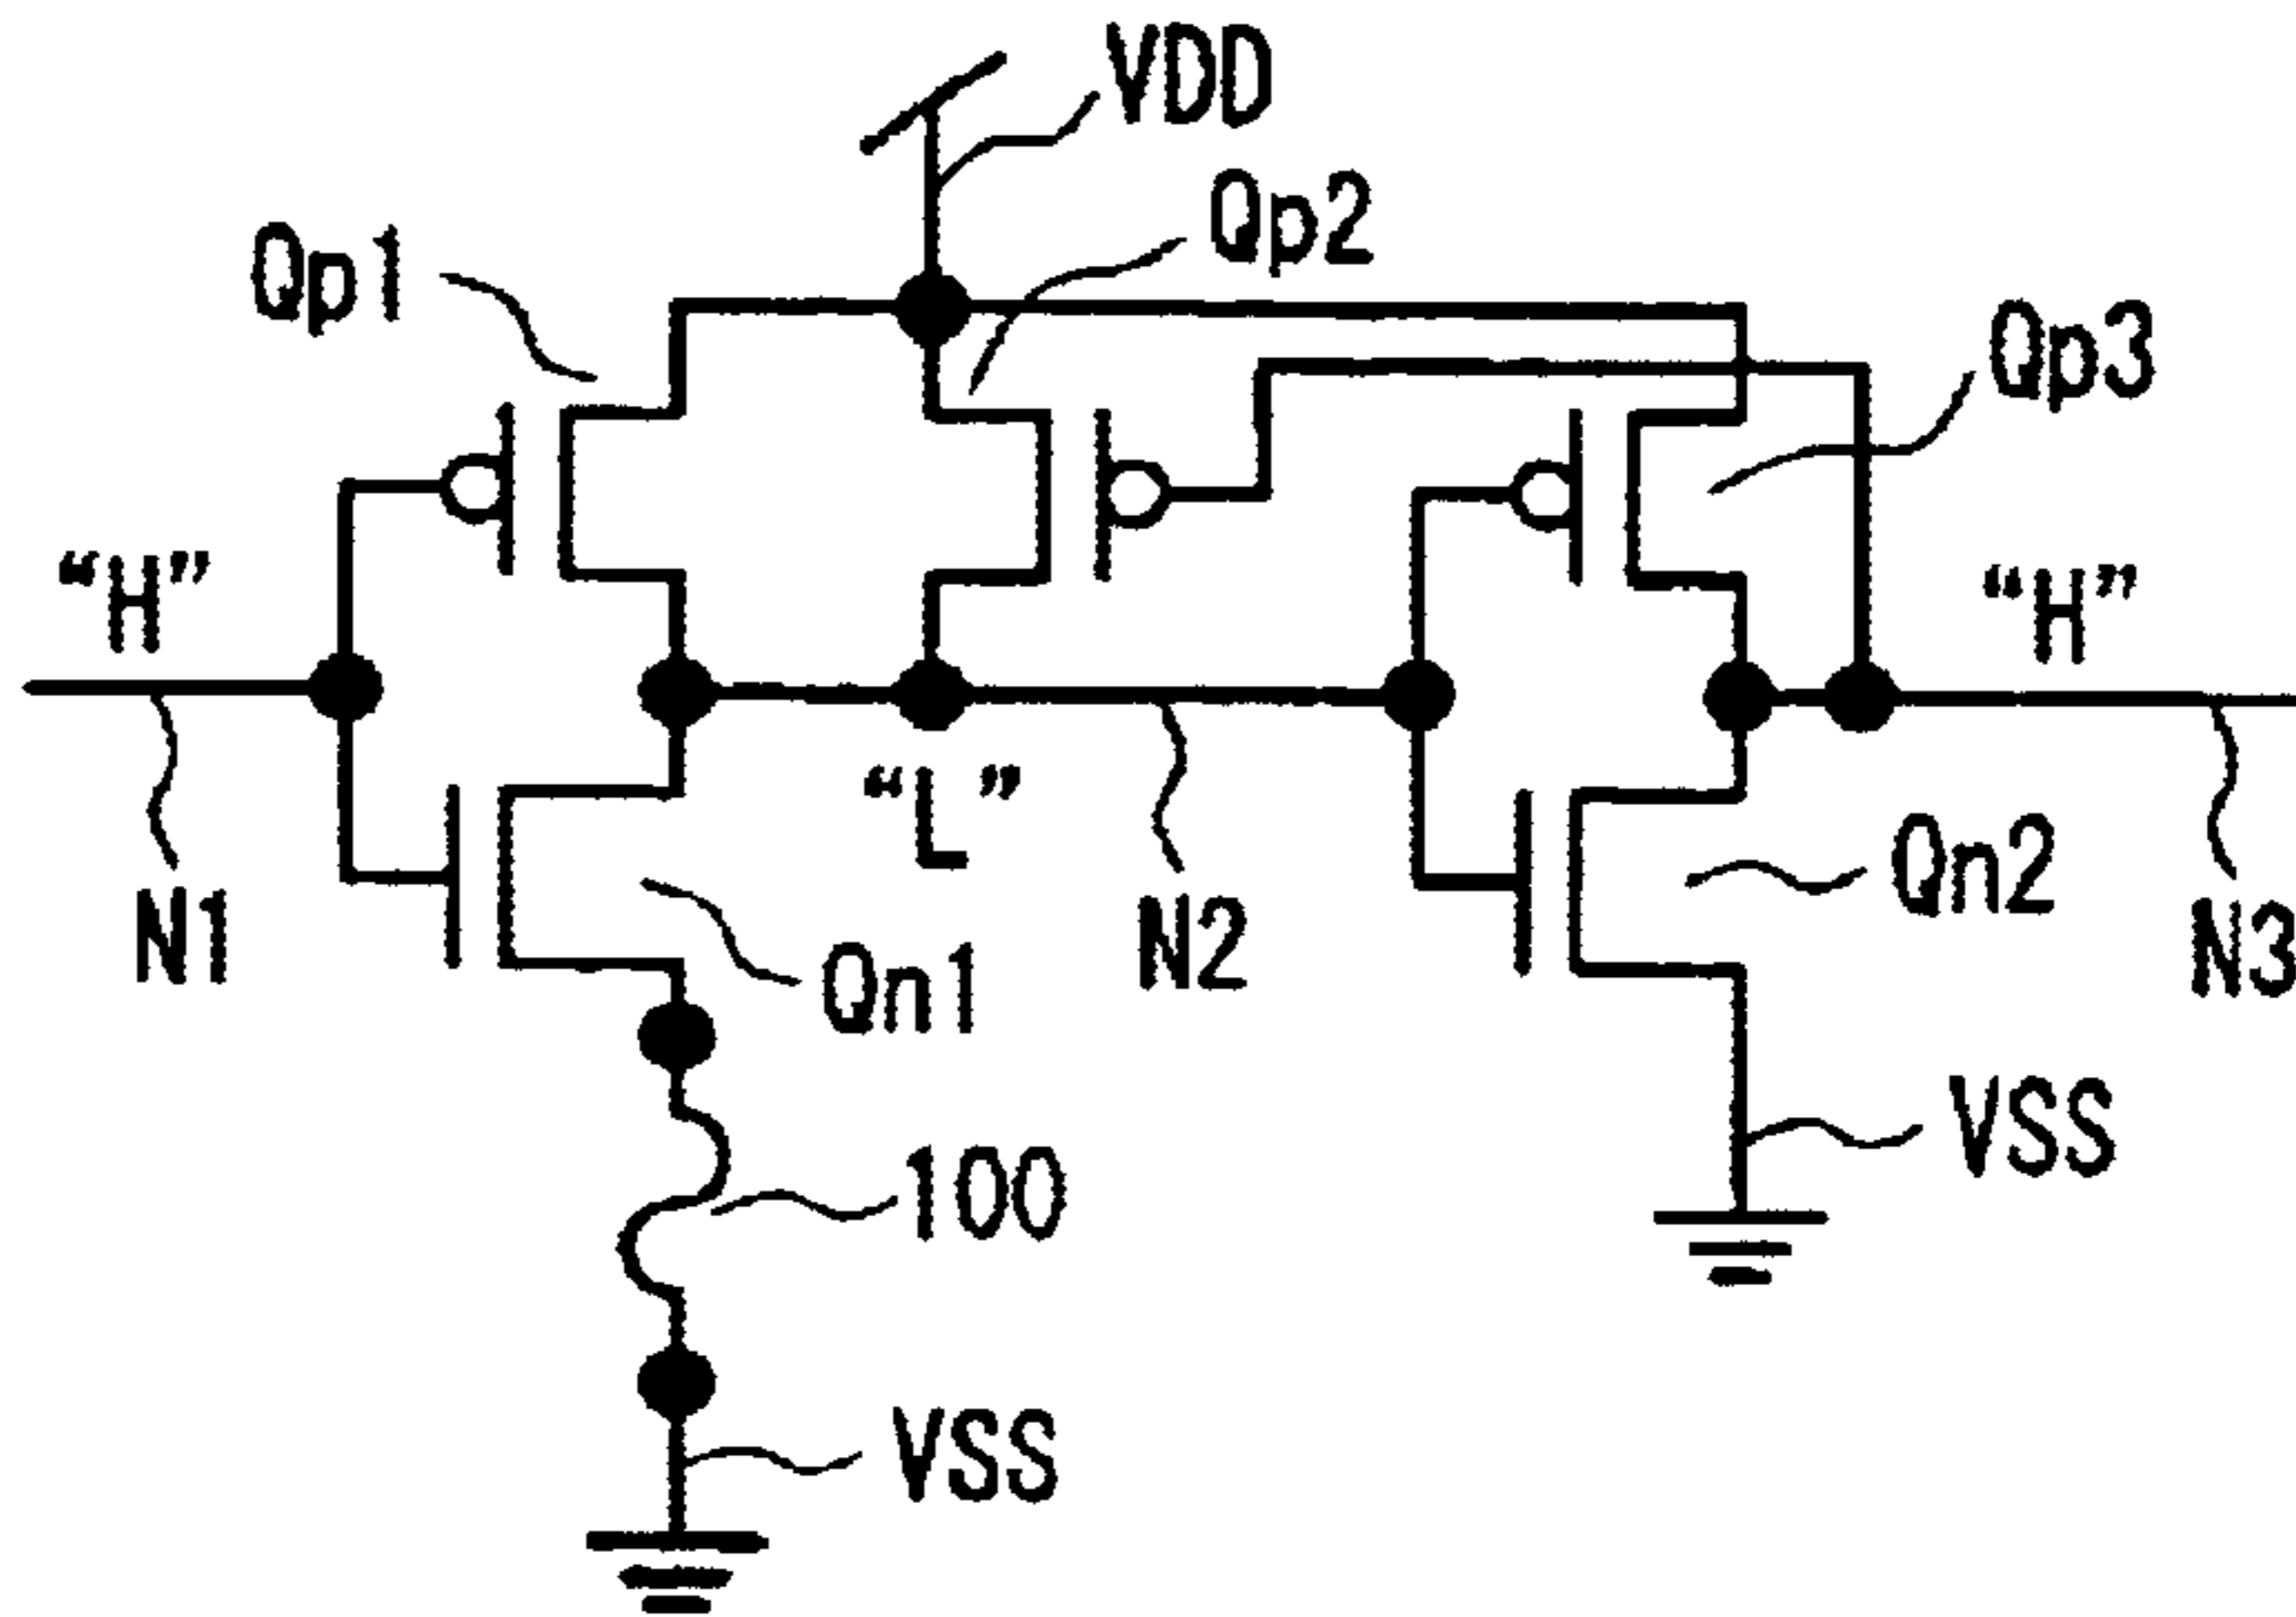 VDD
Qp2
Qp1
Qp3
“H”
“H”
“L”
Qn2
N1
N2
N3
Qn1
VSS
100
VSS